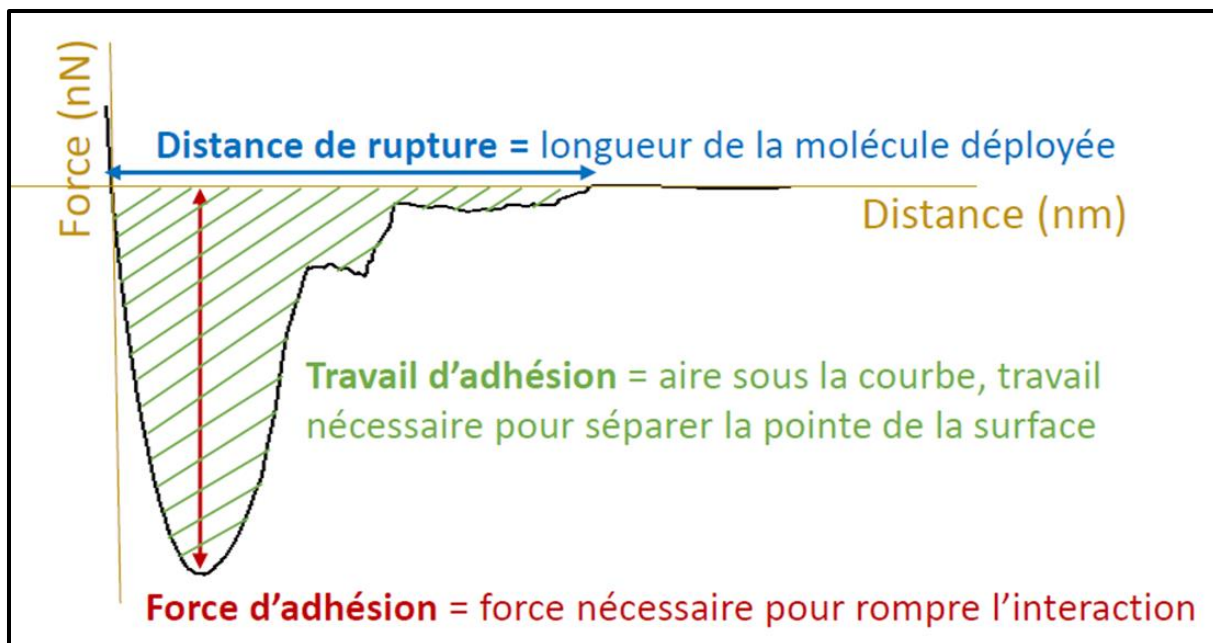 Force (nN)
Distance de rupture = longueur de la molécule déployée
Distance (nm)
Travail d’adhésion = aire sous la courbe, travail
nécessaire pour séparer la pointe de la surface
Force d’adhésion = force nécessaire pour rompre l’interaction